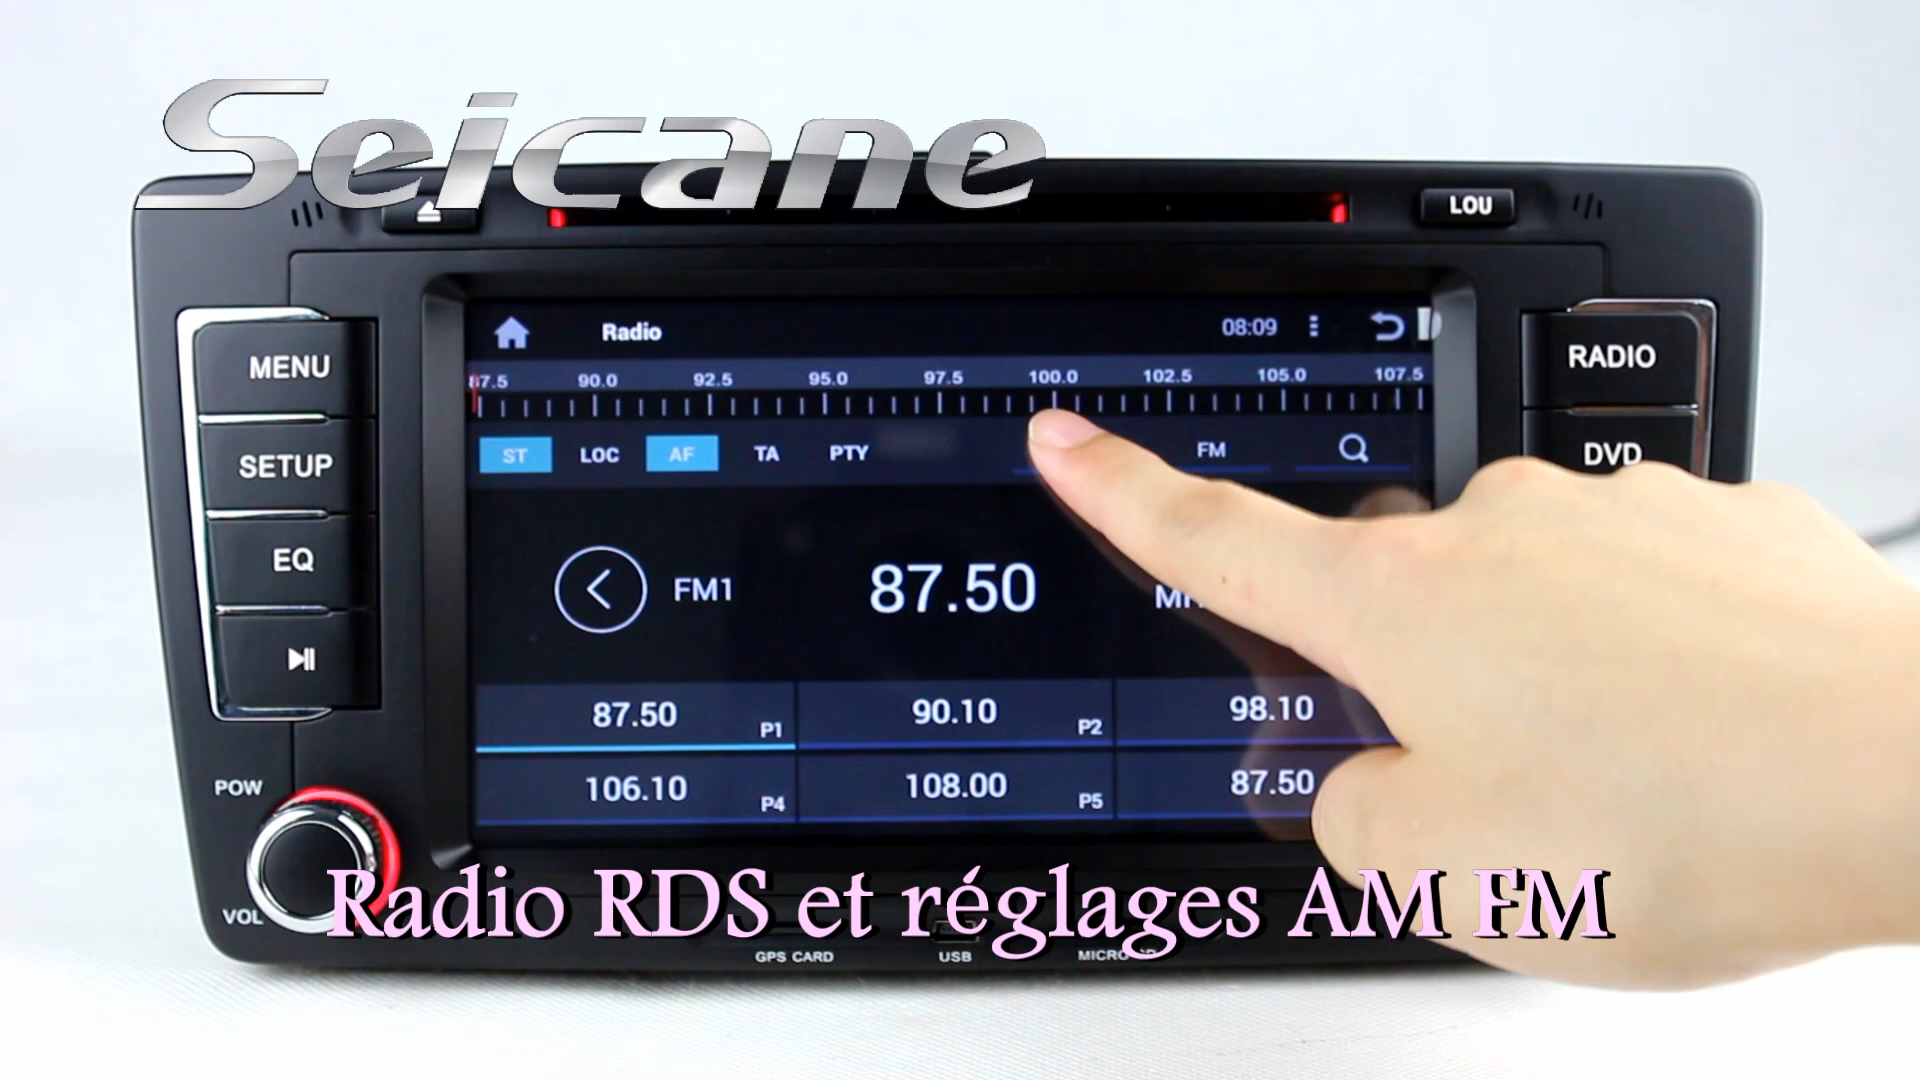 Seicane
LOU
MENU
SETUP
EQ
POW
VOL
RADIO
DVD
Radio
08:09
87.5 90.0 92.5 95.0 97.5 100.0 102.5 105.0 107.5
ST LOC AF TA PTY FM
FM1 87.50
87.50 P1 90.10 P2 98.10
106.10 P4 108.00 P5 87.50
Radio RDS et réglages AM FM
GPS CARD USB MICRO